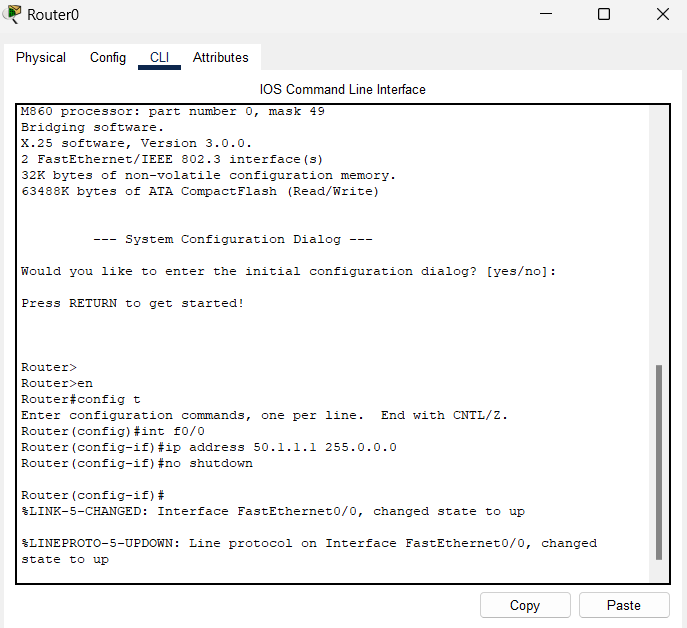 Router0
Physical Config CLI Attributes
IOS Command Line Interface
M860 processor: part number 0, mask 49
Bridging software.
X.25 software, Version 3.0.0.
2 FastEthernet/IEEE 802.3 interface(s)
32K bytes of non-volatile configuration memory.
63488K bytes of ATA CompactFlash (Read/Write)
--- System Configuration Dialog ---
Would you like to enter the initial configuration dialog? [yes/no]:
Press RETURN to get started!
Router>
Router>en
Router#config t
Enter configuration commands, one per line.  End with CNTL/Z.
Router(config)#int f0/0
Router(config-if)#ip address 50.1.1.1 255.0.0.0
Router(config-if)#no shutdown
Router(config-if)#
%LINK-5-CHANGED: Interface FastEthernet0/0, changed state to up
%LINEPROTO-5-UPDOWN: Line protocol on Interface FastEthernet0/0, changed
state to up
Copy Paste